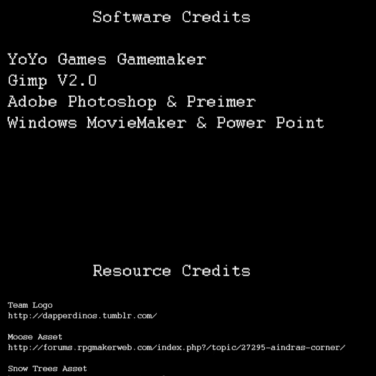 Software Credits
YoYo Games Gamemaker
Gimp V2.0
Adobe Photoshop & Preimer
Windows MovieMaker & Power Point
Resource Credits
Team Logo
http://dapperdinos.tumblr.com/
Moose Asset
http://forums.rpgmakerweb.com/index.php?/topic/27295-aindras-corner/
Snow Trees Asset